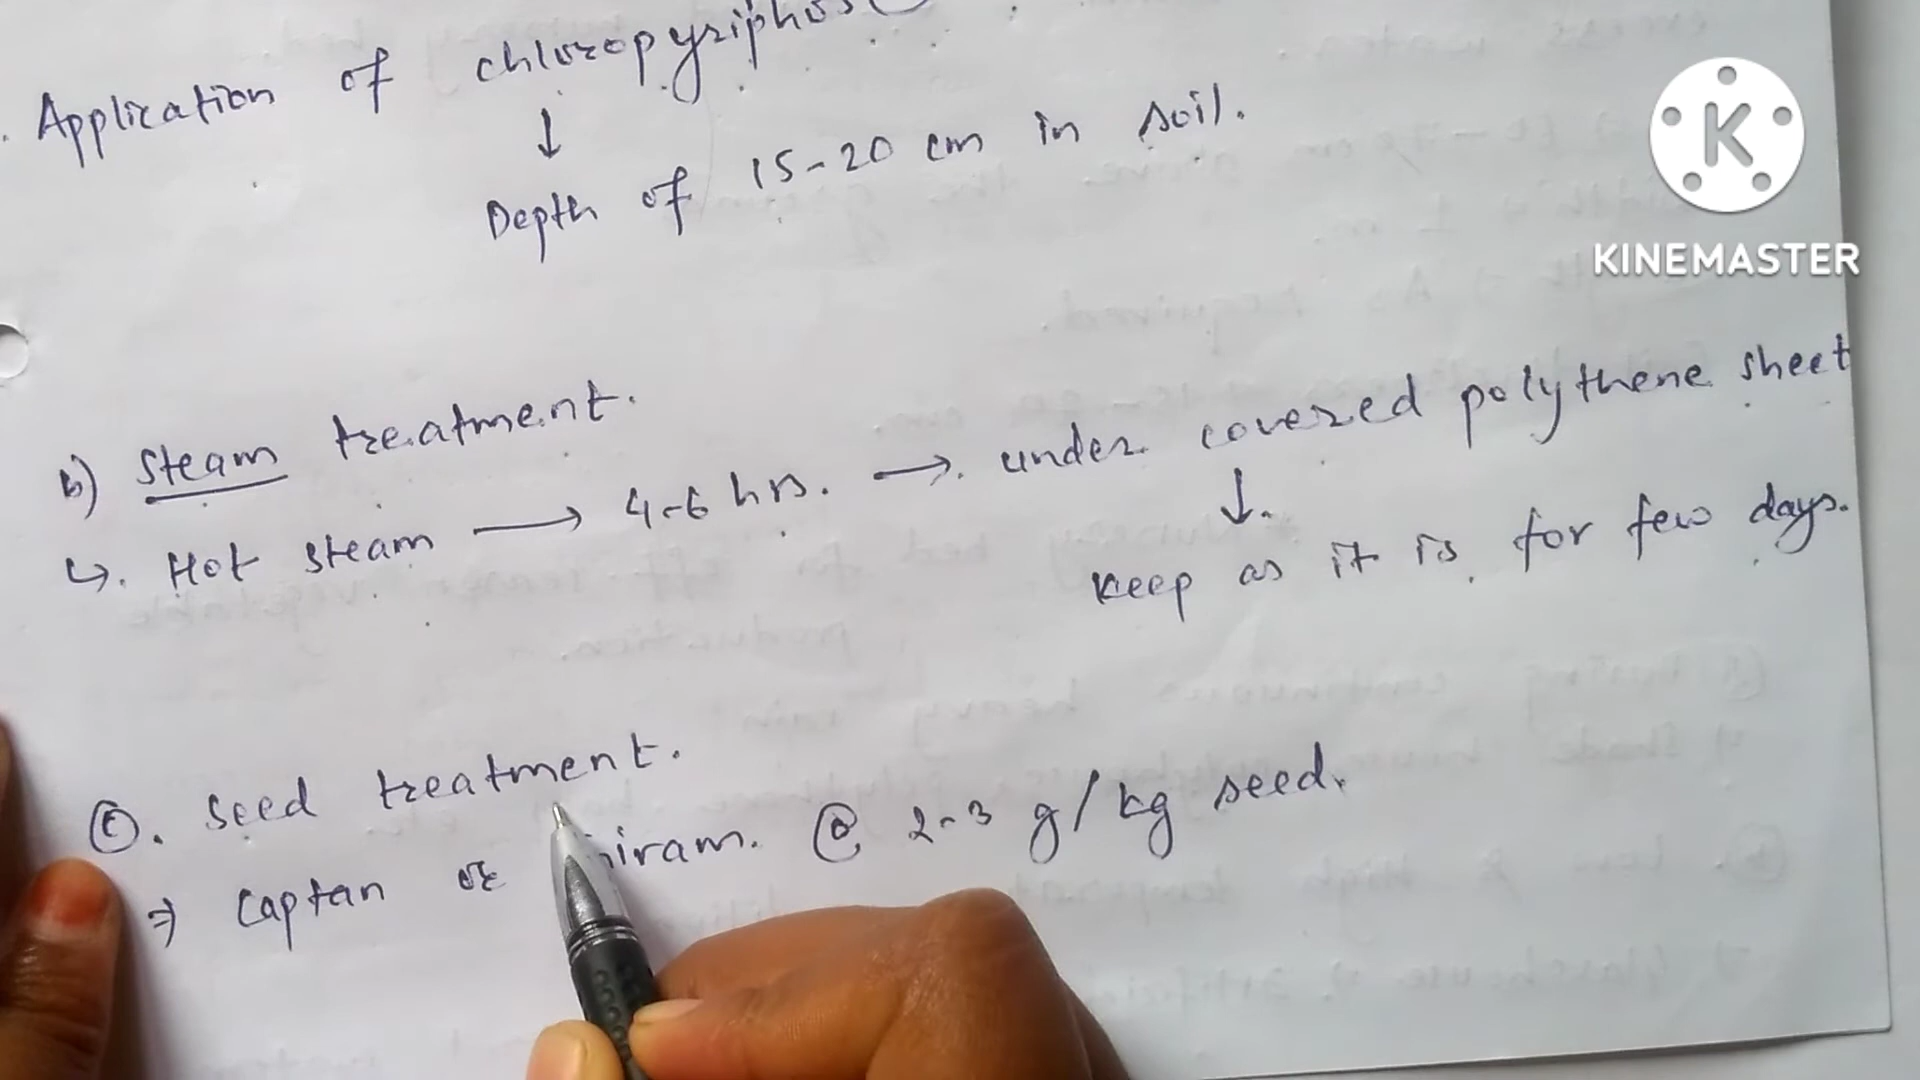 Application of chloropyriphos
↓
Depth of 15-20 cm in soil.
K
KINEMASTER
b) Steam treatment.
↳. Hot steam → 4-6 hrs. →. under covered polythene sheet
↓.
Keep as it is for few days.
©. Seed treatment.
⇒ Captan or iram. @ 2-3 g/kg seed.